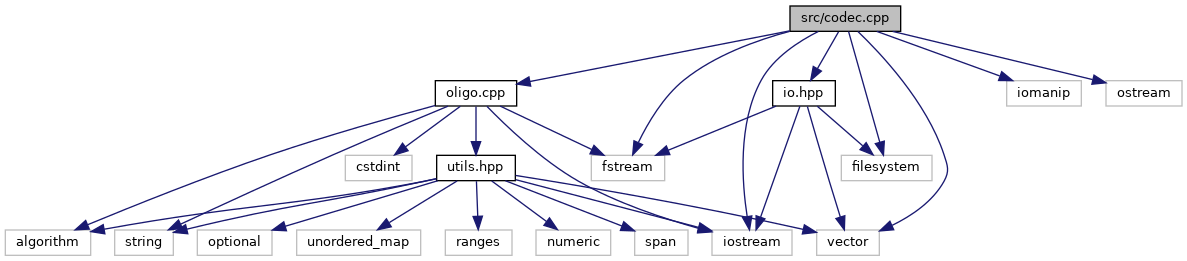 src/codec.cpp
oligo.cpp
io.hpp
iomanip
ostream
cstdint
utils.hpp
fstream
filesystem
algorithm
string
optional
unordered_map
ranges
numeric
span
iostream
vector